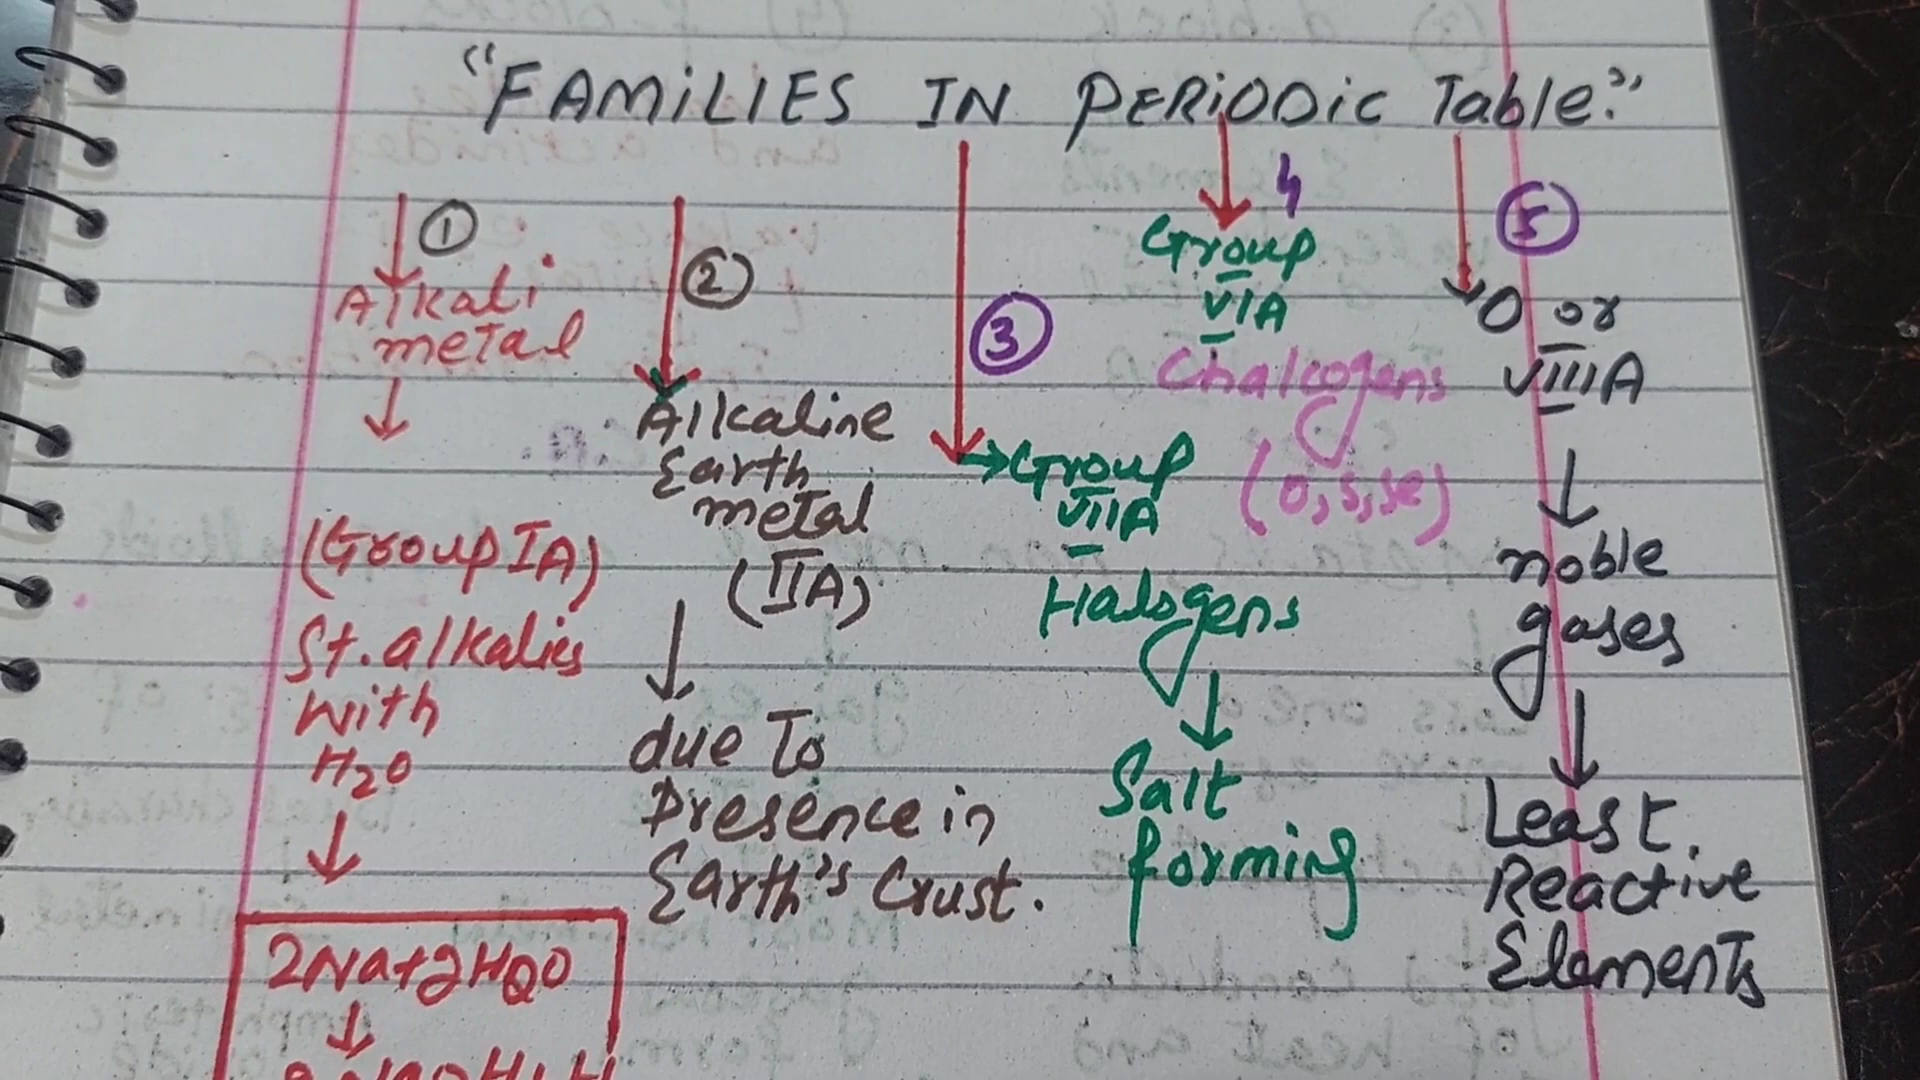 "FAMILIES IN PERIODIC Table."
1
Alkali
metal
(Group IA)
St. alkalies
with
H2O
2Na+2H2O
2
Alkaline
Earth
metal
(IIA)
due To
Presence in
Earth's Crust.
3
Group
VIIA
Halogens
Salt
forming
4
Group
VIA
Chalcogens
(O, S, Se)
5
O or
VIIIA
noble
gases
Least
Reactive
Elements